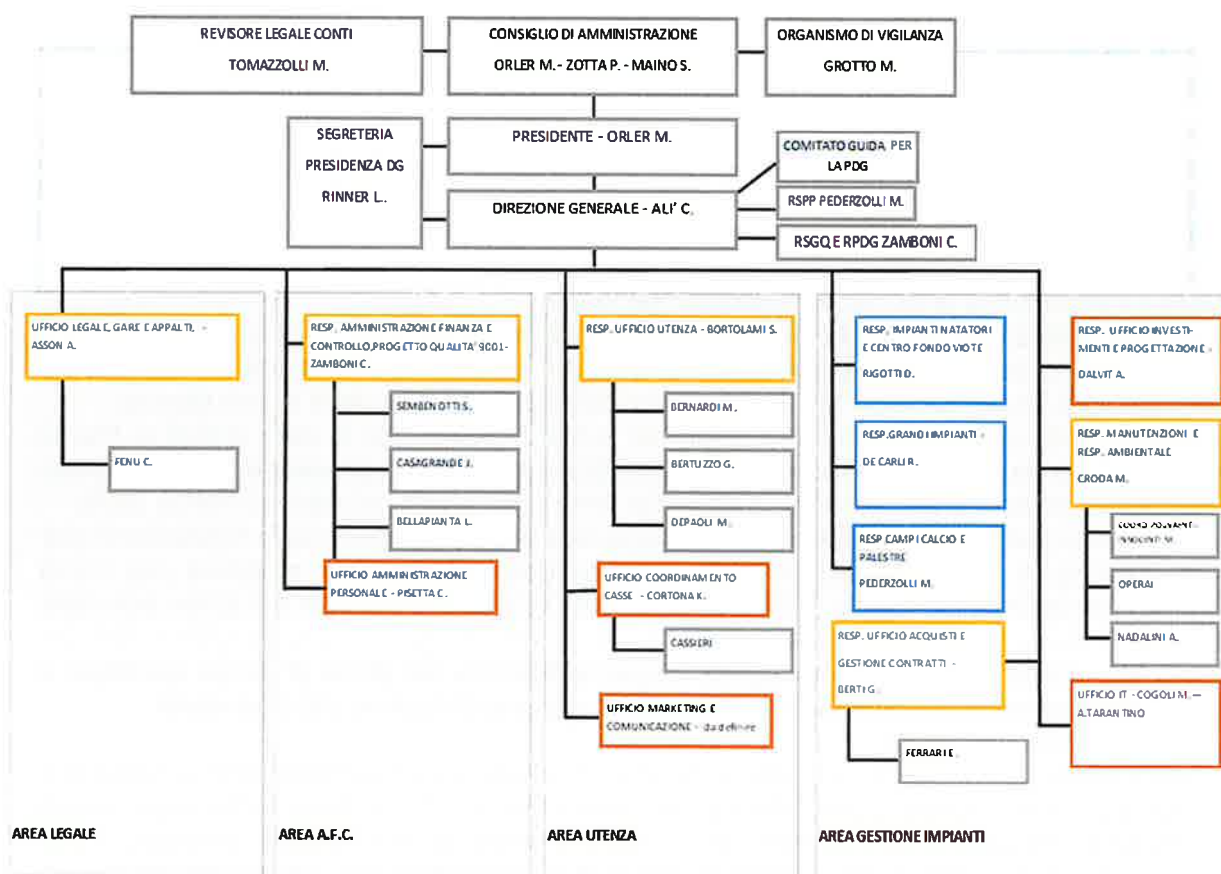 REVISORE LEGALE CONTI
TOMAZZOLLI M.
CONSIGLIO DI AMMINISTRAZIONE
ORLER M. - ZOTTA P. - MAINO S.
ORGANISMO DI VIGILANZA
GROTTO M.
SEGRETERIA
PRESIDENZA DG
RINNER L.
PRESIDENTE - ORLER M.
DIREZIONE GENERALE - ALI' C.
COMITATO GUIDA PER
LA PDG
RSPP PEDERZOLLI M.
RSGQ E RPDG ZAMBONI C.
UFFICIO LEGALE, GARE E APPALTI, -
ASSON A.
FENU C.
AREA LEGALE
RESP. AMMINISTRAZIONE FINANZA E
CONTROLLO, PROGETTO QUALITA' 9001-
ZAMBONI C.
SEMBENOTTI S.
CASAGRANDE J.
BELLAPIANTA L.
UFFICIO AMMINISTRAZIONE
PERSONALE - PISETTA C.
AREA A.F.C.
RESP. UFFICIO UTENZA - BORTOLAMI S.
BERNARDI M.
BERTUZZO G.
DEPAOLI M.
UFFICIO COORDINAMENTO
CASSE - CORTONA K.
CASSIERI
UFFICIO MARKETING E
COMUNICAZIONE - da definire
AREA UTENZA
RESP. IMPIANTI NATATORI
E CENTRO FONDO VIOTE
RIGOTTI D.
RESP. GRANDI IMPIANTI -
DE CARLI R.
RESP CAMPI CALCIO E
PALESTRE
PEDERZOLLI M.
RESP. UFFICIO ACQUISTI E
GESTIONE CONTRATTI -
BERTI G.
FERRARI E.
RESP. UFFICIO INVESTI-
MENTI E PROGETTAZIONE -
DALVIT A.
RESP. MANUTENZIONI E
RESP. AMBIENTALE
CRODA M.
OPERAI
NADALINI A.
UFFICIO IT - COGOLI M. —
A.TARANTINO
AREA GESTIONE IMPIANTI